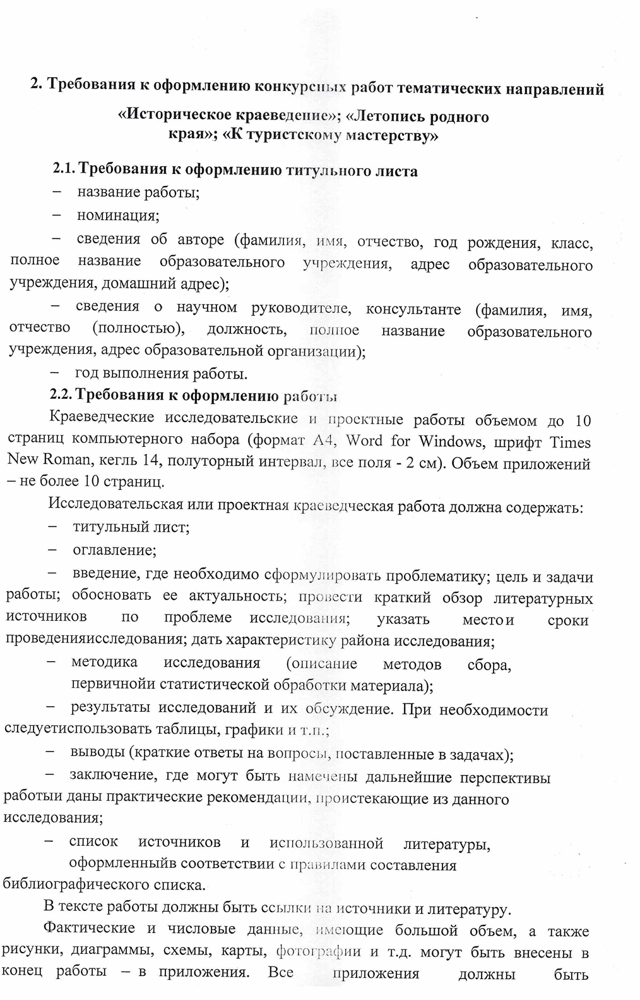 2. Требования к оформлению конкурсных работ тематических направлений
«Историческое краеведение»; «Летопись родного
края»; «К туристскому мастерству»
2.1. Требования к оформлению титульного листа
– название работы;
– номинация;
– сведения об авторе (фамилия, имя, отчество, год рождения, класс,
полное название образовательного учреждения, адрес образовательного
учреждения, домашний адрес);
– сведения о научном руководителе, консультанте (фамилия, имя,
отчество (полностью), должность, полное название образовательного
учреждения, адрес образовательной организации);
– год выполнения работы.
2.2. Требования к оформлению работы
Краеведческие исследовательские и проектные работы объемом до 10
страниц компьютерного набора (формат А4, Word for Windows, шрифт Times
New Roman, кегль 14, полуторный интервал, все поля - 2 см). Объем приложений
– не более 10 страниц.
Исследовательская или проектная краеведческая работа должна содержать:
– титульный лист;
– оглавление;
– введение, где необходимо сформулировать проблематику; цель и задачи
работы; обосновать ее актуальность; провести краткий обзор литературных
источников по проблеме исследования; указать место и сроки
проведенияисследования; дать характеристику района исследования;
– методика исследования (описание методов сбора,
первичнойи статистической обработки материала);
– результаты исследований и их обсуждение. При необходимости
следуетиспользовать таблицы, графики и т.п.;
– выводы (краткие ответы на вопросы, поставленные в задачах);
– заключение, где могут быть намечены дальнейшие перспективы
работыи даны практические рекомендации, проистекающие из данного
исследования;
– список источников и использованной литературы,
оформленныйв соответствии с правилами составления
библиографического списка.
В тексте работы должны быть ссылки на источники и литературу.
Фактические и числовые данные, имеющие большой объем, а также
рисунки, диаграммы, схемы, карты, фотографии и т.д. могут быть внесены в
конец работы – в приложения. Все приложения должны быть